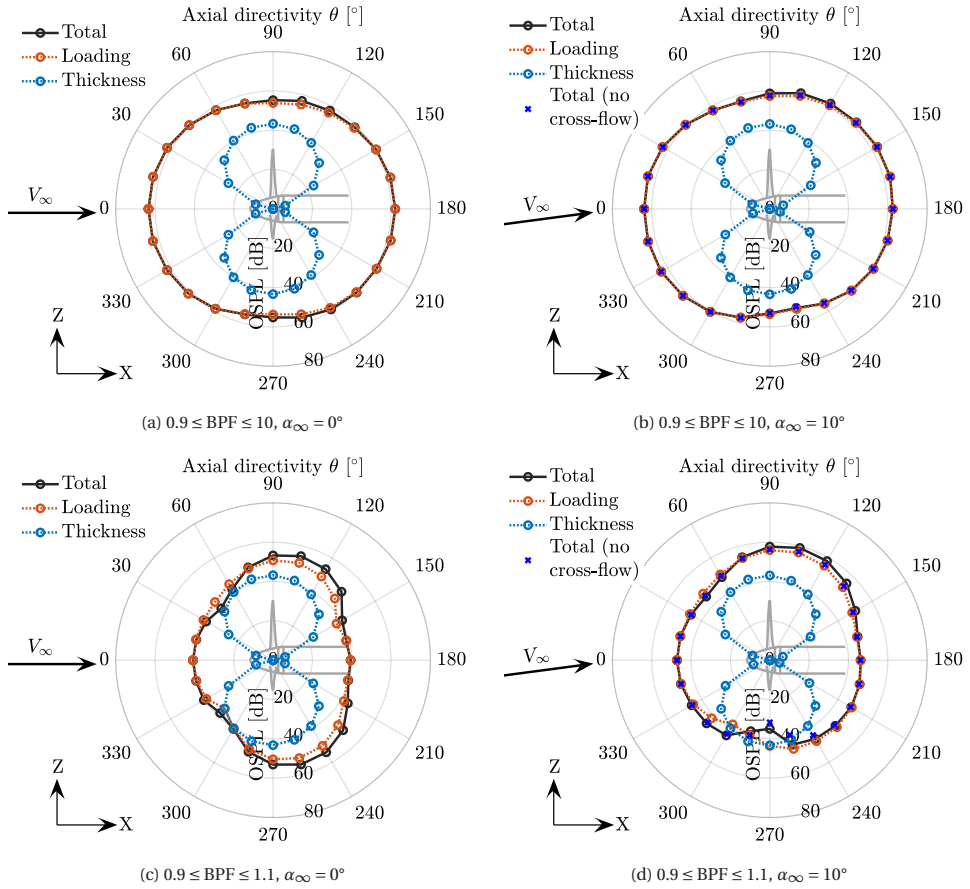 Axial directivity θ [°]
90
Total
Loading
Thickness
60
120
30
150
V∞
0
180
0
20
40
60
80
OSPL [dB]
330
210
300
240
270
Z
X
(a) 0.9 ≤ BPF ≤ 10, α∞ = 0°
Axial directivity θ [°]
90
Total
Loading
Thickness
Total (no
cross-flow)
60
120
30
150
V∞
0
180
0
20
40
60
80
OSPL [dB]
330
210
300
240
270
Z
X
(b) 0.9 ≤ BPF ≤ 10, α∞ = 10°
Axial directivity θ [°]
90
Total
Loading
Thickness
60
120
30
150
V∞
0
180
0
20
40
60
80
OSPL [dB]
330
210
300
240
270
Z
X
(c) 0.9 ≤ BPF ≤ 1.1, α∞ = 0°
Axial directivity θ [°]
90
Total
Loading
Thickness
Total (no
cross-flow)
60
120
30
150
V∞
0
180
0
20
40
60
80
OSPL [dB]
330
210
300
240
270
Z
X
(d) 0.9 ≤ BPF ≤ 1.1, α∞ = 10°